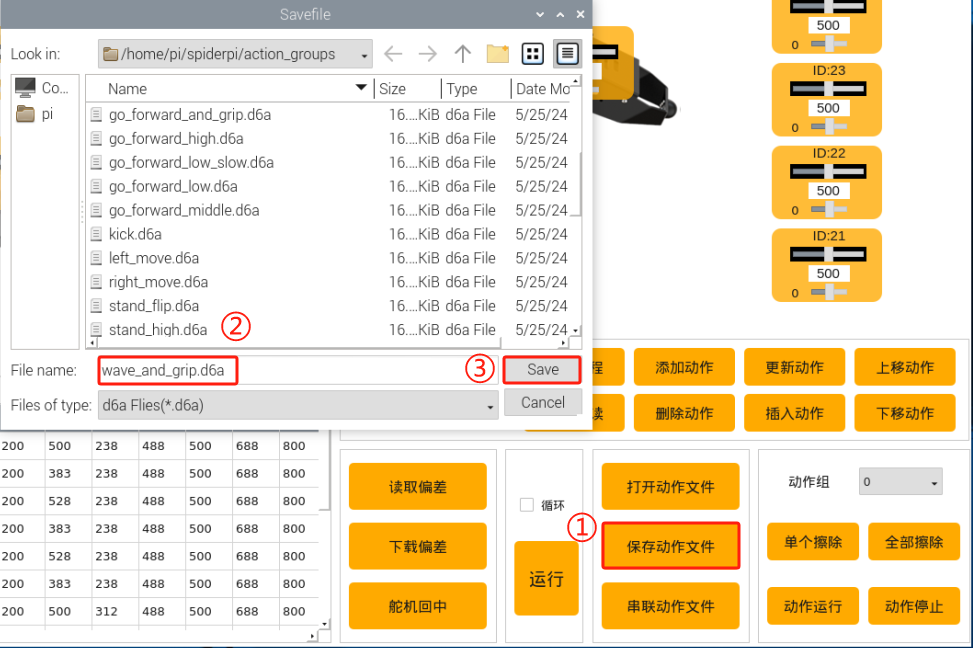 Savefile
Look in: /home/pi/spiderpi/action_groups
Co...
pi
Name Size Type Date Mo
go_forward_and_grip.d6a 16....KiB d6a File 5/25/24
go_forward_high.d6a 16....KiB d6a File 5/25/24
go_forward_low_slow.d6a 16....KiB d6a File 5/25/24
go_forward_low.d6a 16....KiB d6a File 5/25/24
go_forward_middle.d6a 16....KiB d6a File 5/25/24
kick.d6a 16....KiB d6a File 5/25/24
left_move.d6a 16....KiB d6a File 5/25/24
right_move.d6a 16....KiB d6a File 5/25/24
stand_flip.d6a 16....KiB d6a File 5/25/24
stand_high.d6a 16....KiB d6a File 5/25/24
②
File name: wave_and_grip.d6a
③ Save
Files of type: d6a Flies(*.d6a)
Cancel
500
0
ID:23
500
0
ID:22
500
0
ID:21
500
0
程 添加动作 更新动作 上移动作
读 删除动作 插入动作 下移动作
200 500 238 488 500 688 800
200 383 238 488 500 688 800
200 528 238 488 500 688 800
200 383 238 488 500 688 800
200 528 238 488 500 688 800
200 383 238 488 500 688 800
200 500 312 488 500 688 800
读取偏差
下载偏差
舵机回中
循环
运行
打开动作文件
① 保存动作文件
串联动作文件
动作组 0
单个擦除 全部擦除
动作运行 动作停止